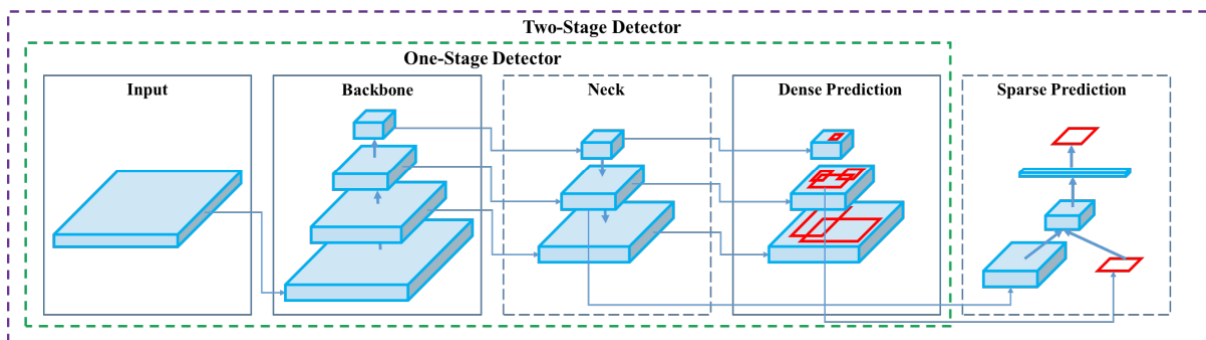 Two-Stage Detector
One-Stage Detector
Input
Backbone
Neck
Dense Prediction
Sparse Prediction